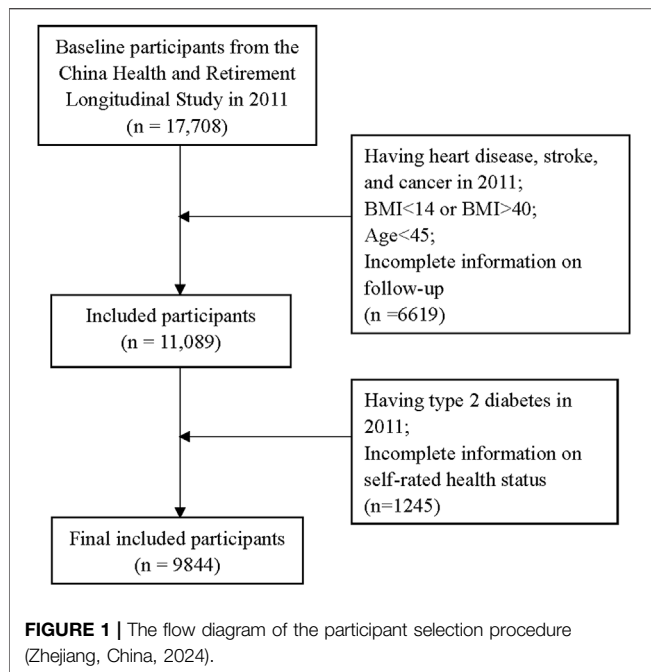 Baseline participants from the
China Health and Retirement
Longitudinal Study in 2011
(n = 17,708)
Having heart disease, stroke,
and cancer in 2011;
BMI<14 or BMI>40;
Age<45;
Incomplete information on
follow-up
(n =6619)
Included participants
(n = 11,089)
Having type 2 diabetes in
2011;
Incomplete information on
self-rated health status
(n=1245)
Final included participants
(n = 9844)
FIGURE 1 | The flow diagram of the participant selection procedure
(Zhejiang, China, 2024).